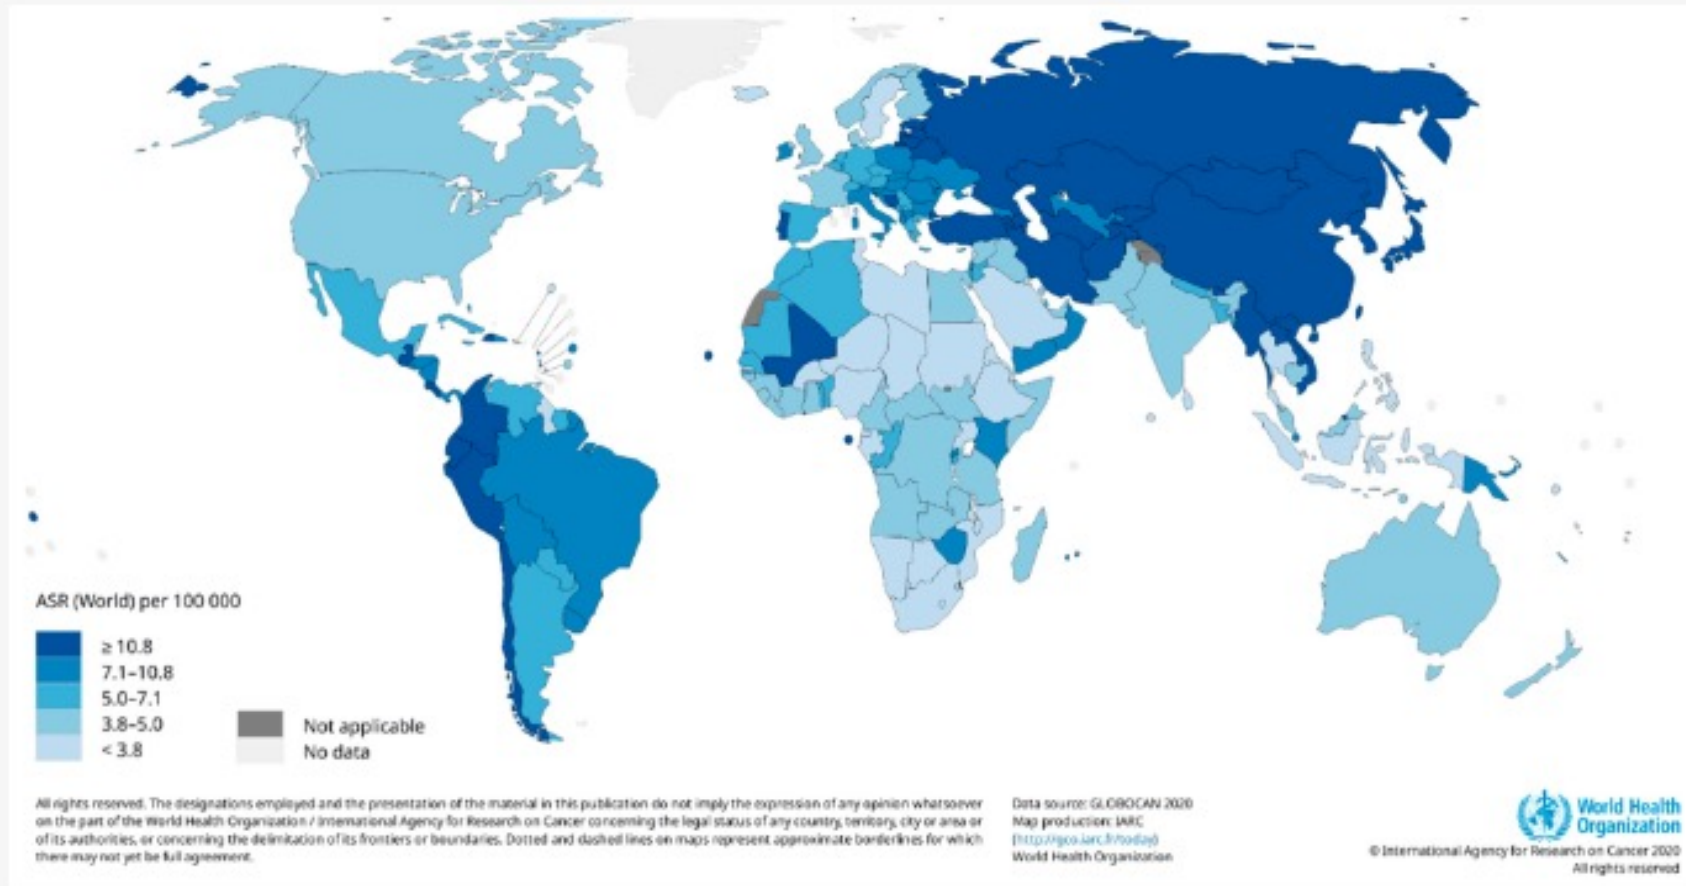 ASR (World) per 100 000
≥ 10.8
7.1–10.8
5.0–7.1
3.8–5.0
< 3.8
Not applicable
No data
All rights reserved. The designations employed and the presentation of the material in this publication do not imply the expression of any opinion whatsoever
on the part of the World Health Organization / International Agency for Research on Cancer concerning the legal status of any country, territory, city or area or
of its authorities, or concerning the delimitation of its frontiers or boundaries. Dotted and dashed lines on maps represent approximate borderlines for which
there may not yet be full agreement.
Data source: GLOBOCAN 2020
Map production: IARC
(http://gco.iarc.fr/today)
World Health Organization
World Health
Organization
© International Agency for Research on Cancer 2020
All rights reserved